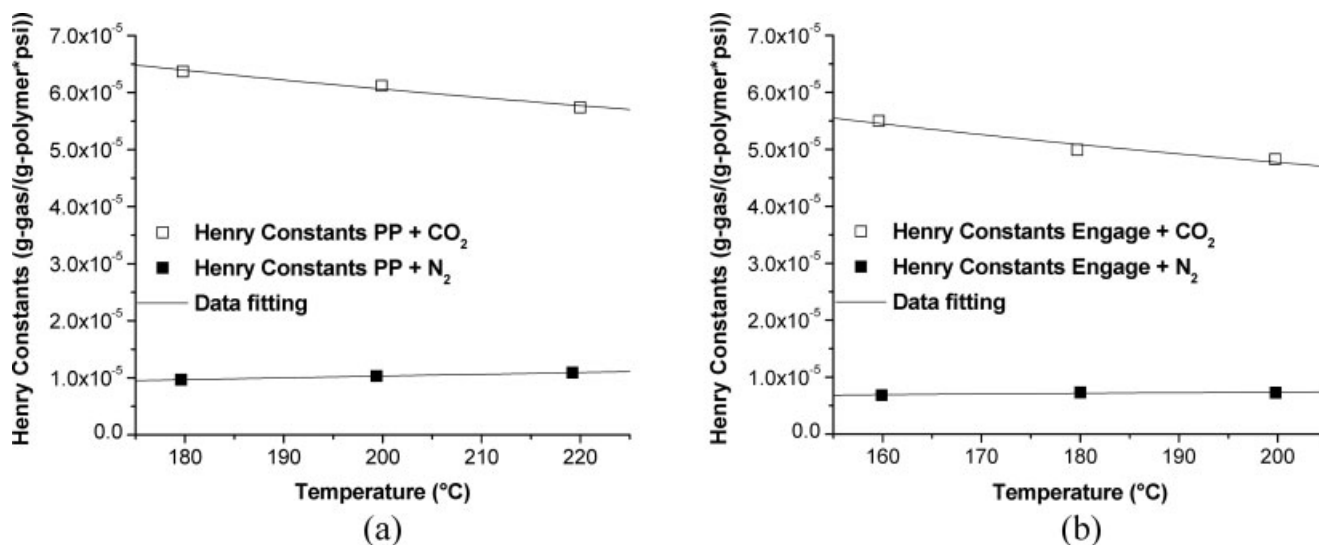 Henry Constants (g-gas/(g-polymer*psi))
7.0x10⁻⁵
6.0x10⁻⁵
5.0x10⁻⁵
4.0x10⁻⁵
3.0x10⁻⁵
2.0x10⁻⁵
1.0x10⁻⁵
0.0
Henry Constants PP + CO₂
Henry Constants PP + N₂
Data fitting
180 190 200 210 220
Temperature (°C)
(a)
Henry Constants (g-gas/(g-polymer*psi))
7.0x10⁻⁵
6.0x10⁻⁵
5.0x10⁻⁵
4.0x10⁻⁵
3.0x10⁻⁵
2.0x10⁻⁵
1.0x10⁻⁵
0.0
Henry Constants Engage + CO₂
Henry Constants Engage + N₂
Data fitting
160 170 180 190 200
Temperature (°C)
(b)